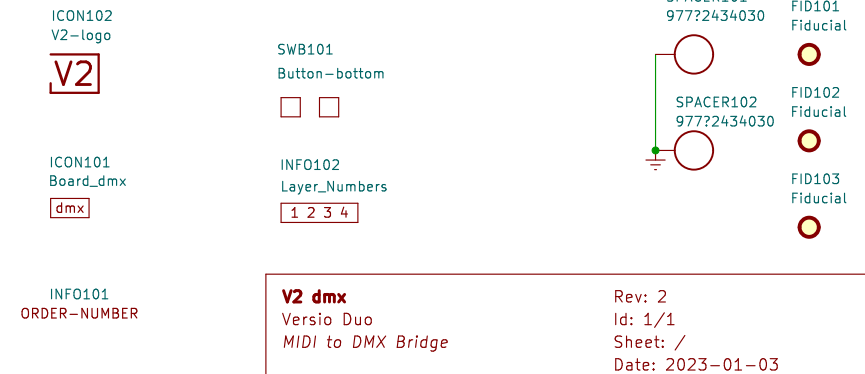 ICON102
V2-logo
V2
SWB101
Button-bottom
977?2434030
FID101
Fiducial
SPACER102
977?2434030
FID102
Fiducial
ICON101
Board_dmx
dmx
INFO102
Layer_Numbers
1 2 3 4
FID103
Fiducial
INFO101
ORDER-NUMBER
V2 dmx
Versio Duo
MIDI to DMX Bridge
Rev: 2
Id: 1/1
Sheet: /
Date: 2023-01-03